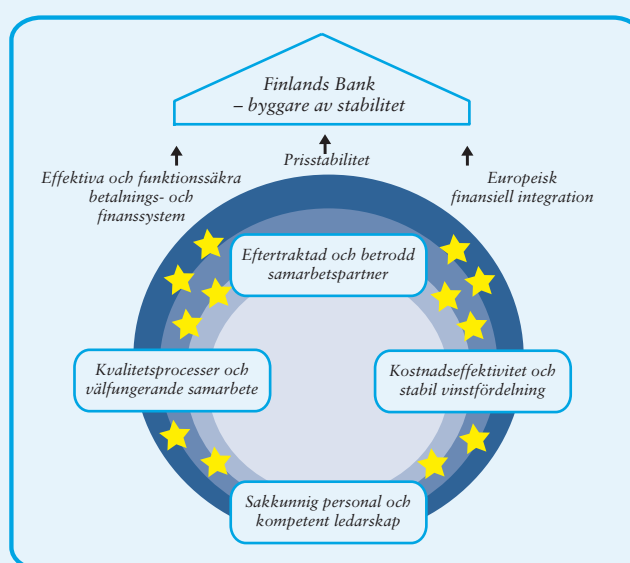 Finlands Bank
– byggare av stabilitet
Effektiva och funktionssäkra
betalnings- och
finanssystem
Prisstabilitet
Europeisk
finansiell integration
Eftertraktad och betrodd
samarbetspartner
Kvalitetsprocesser och
välfungerande samarbete
Kostnadseffektivitet och
stabil vinstfördelning
Sakkunnig personal och
kompetent ledarskap